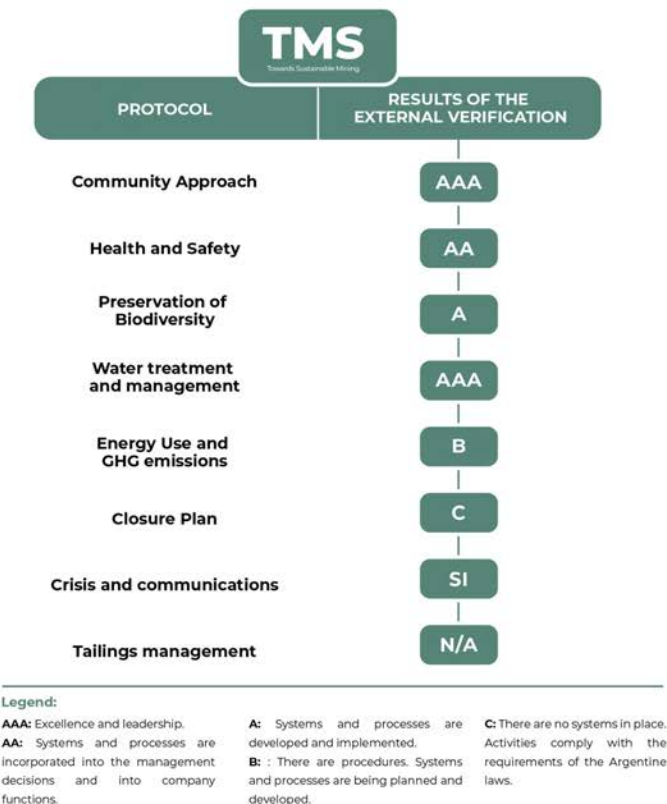 TMS
Towards Sustainable Mining
PROTOCOL
RESULTS OF THE
EXTERNAL VERIFICATION
Community Approach
AAA
Health and Safety
AA
Preservation of
Biodiversity
A
Water treatment
and management
AAA
Energy Use and
GHG emissions
B
Closure Plan
C
Crisis and communications
SI
Tailings management
N/A
Legend:
AAA: Excellence and leadership.
AA: Systems and processes are
incorporated into the management
decisions and into company
functions.
A: Systems and processes are
developed and implemented.
B: : There are procedures. Systems
and processes are being planned and
developed.
C: There are no systems in place.
Activities comply with the
requirements of the Argentine
laws.